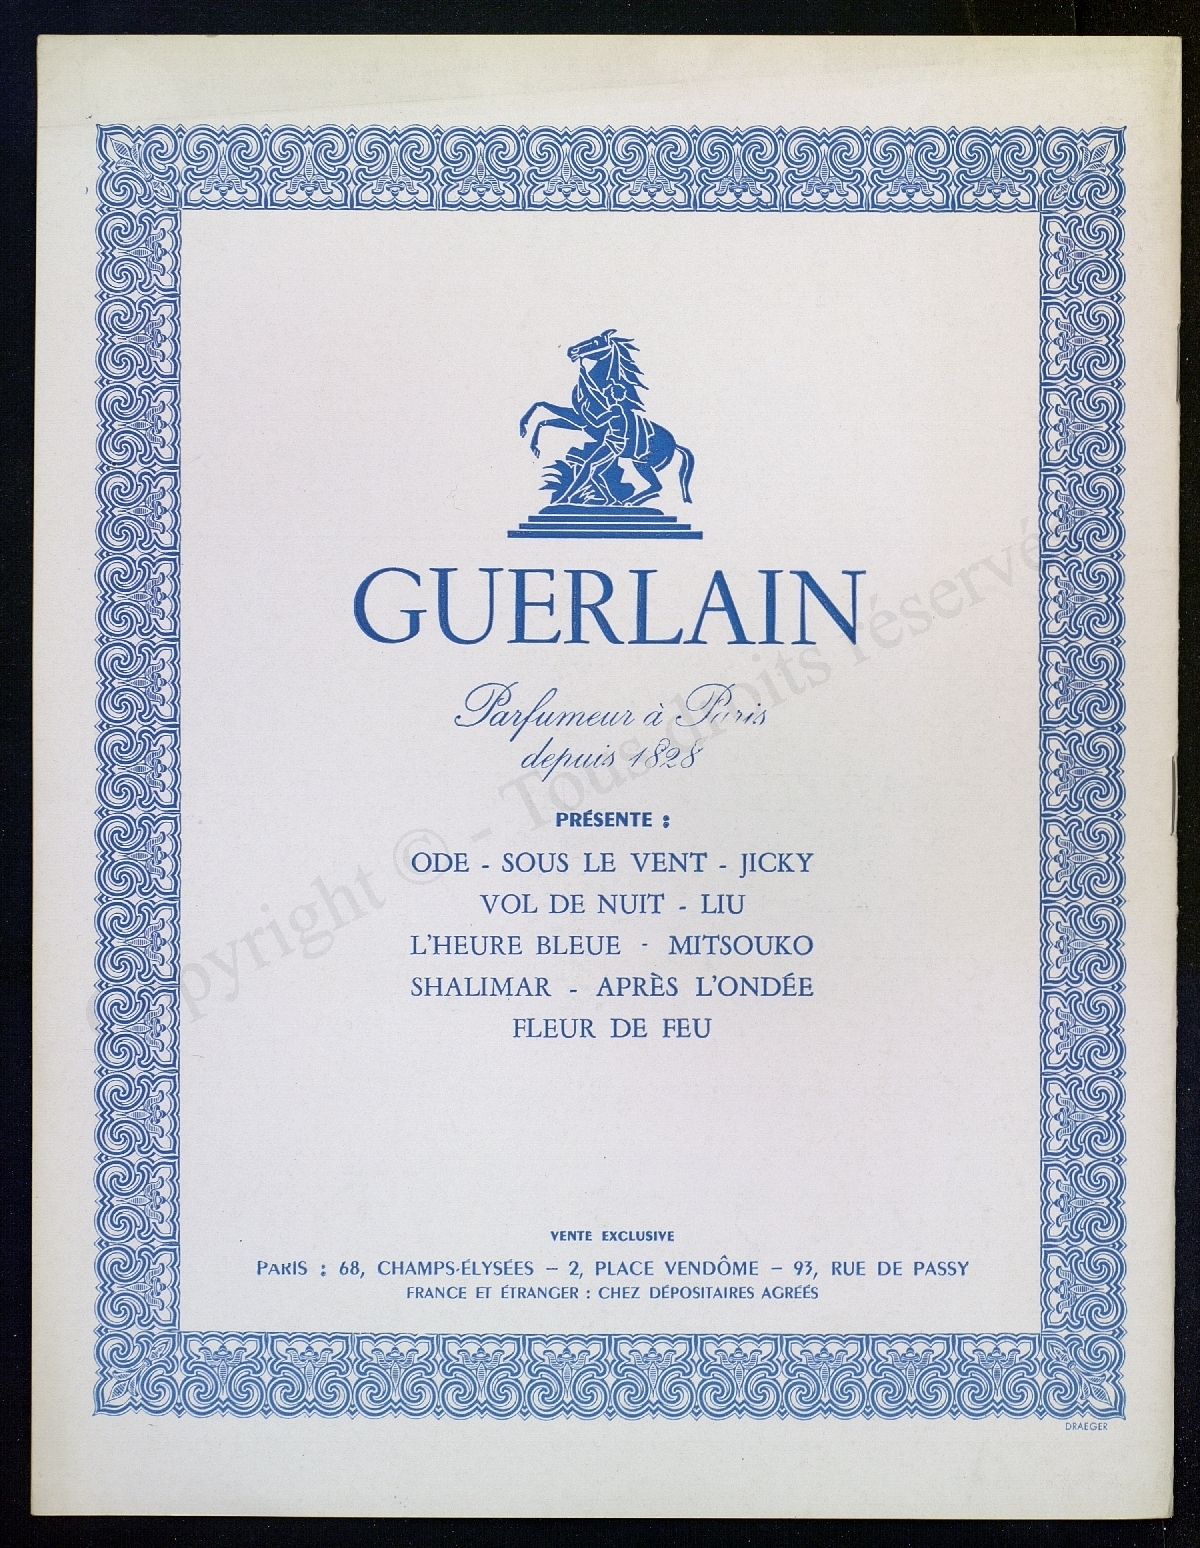 GUERLAIN
Parfumeur à Paris
depuis 1828
PRÉSENTE :
ODE - SOUS LE VENT - JICKY
VOL DE NUIT - LIU
L'HEURE BLEUE - MITSOUKO
SHALIMAR - APRÈS L'ONDÉE
FLEUR DE FEU
VENTE EXCLUSIVE
PARIS : 68, CHAMPS-ÉLYSÉES – 2, PLACE VENDÔME – 93, RUE DE PASSY
FRANCE ET ÉTRANGER : CHEZ DÉPOSITAIRES AGRÉÉS
DRAEGER
Copyright © - Tous droits réservé